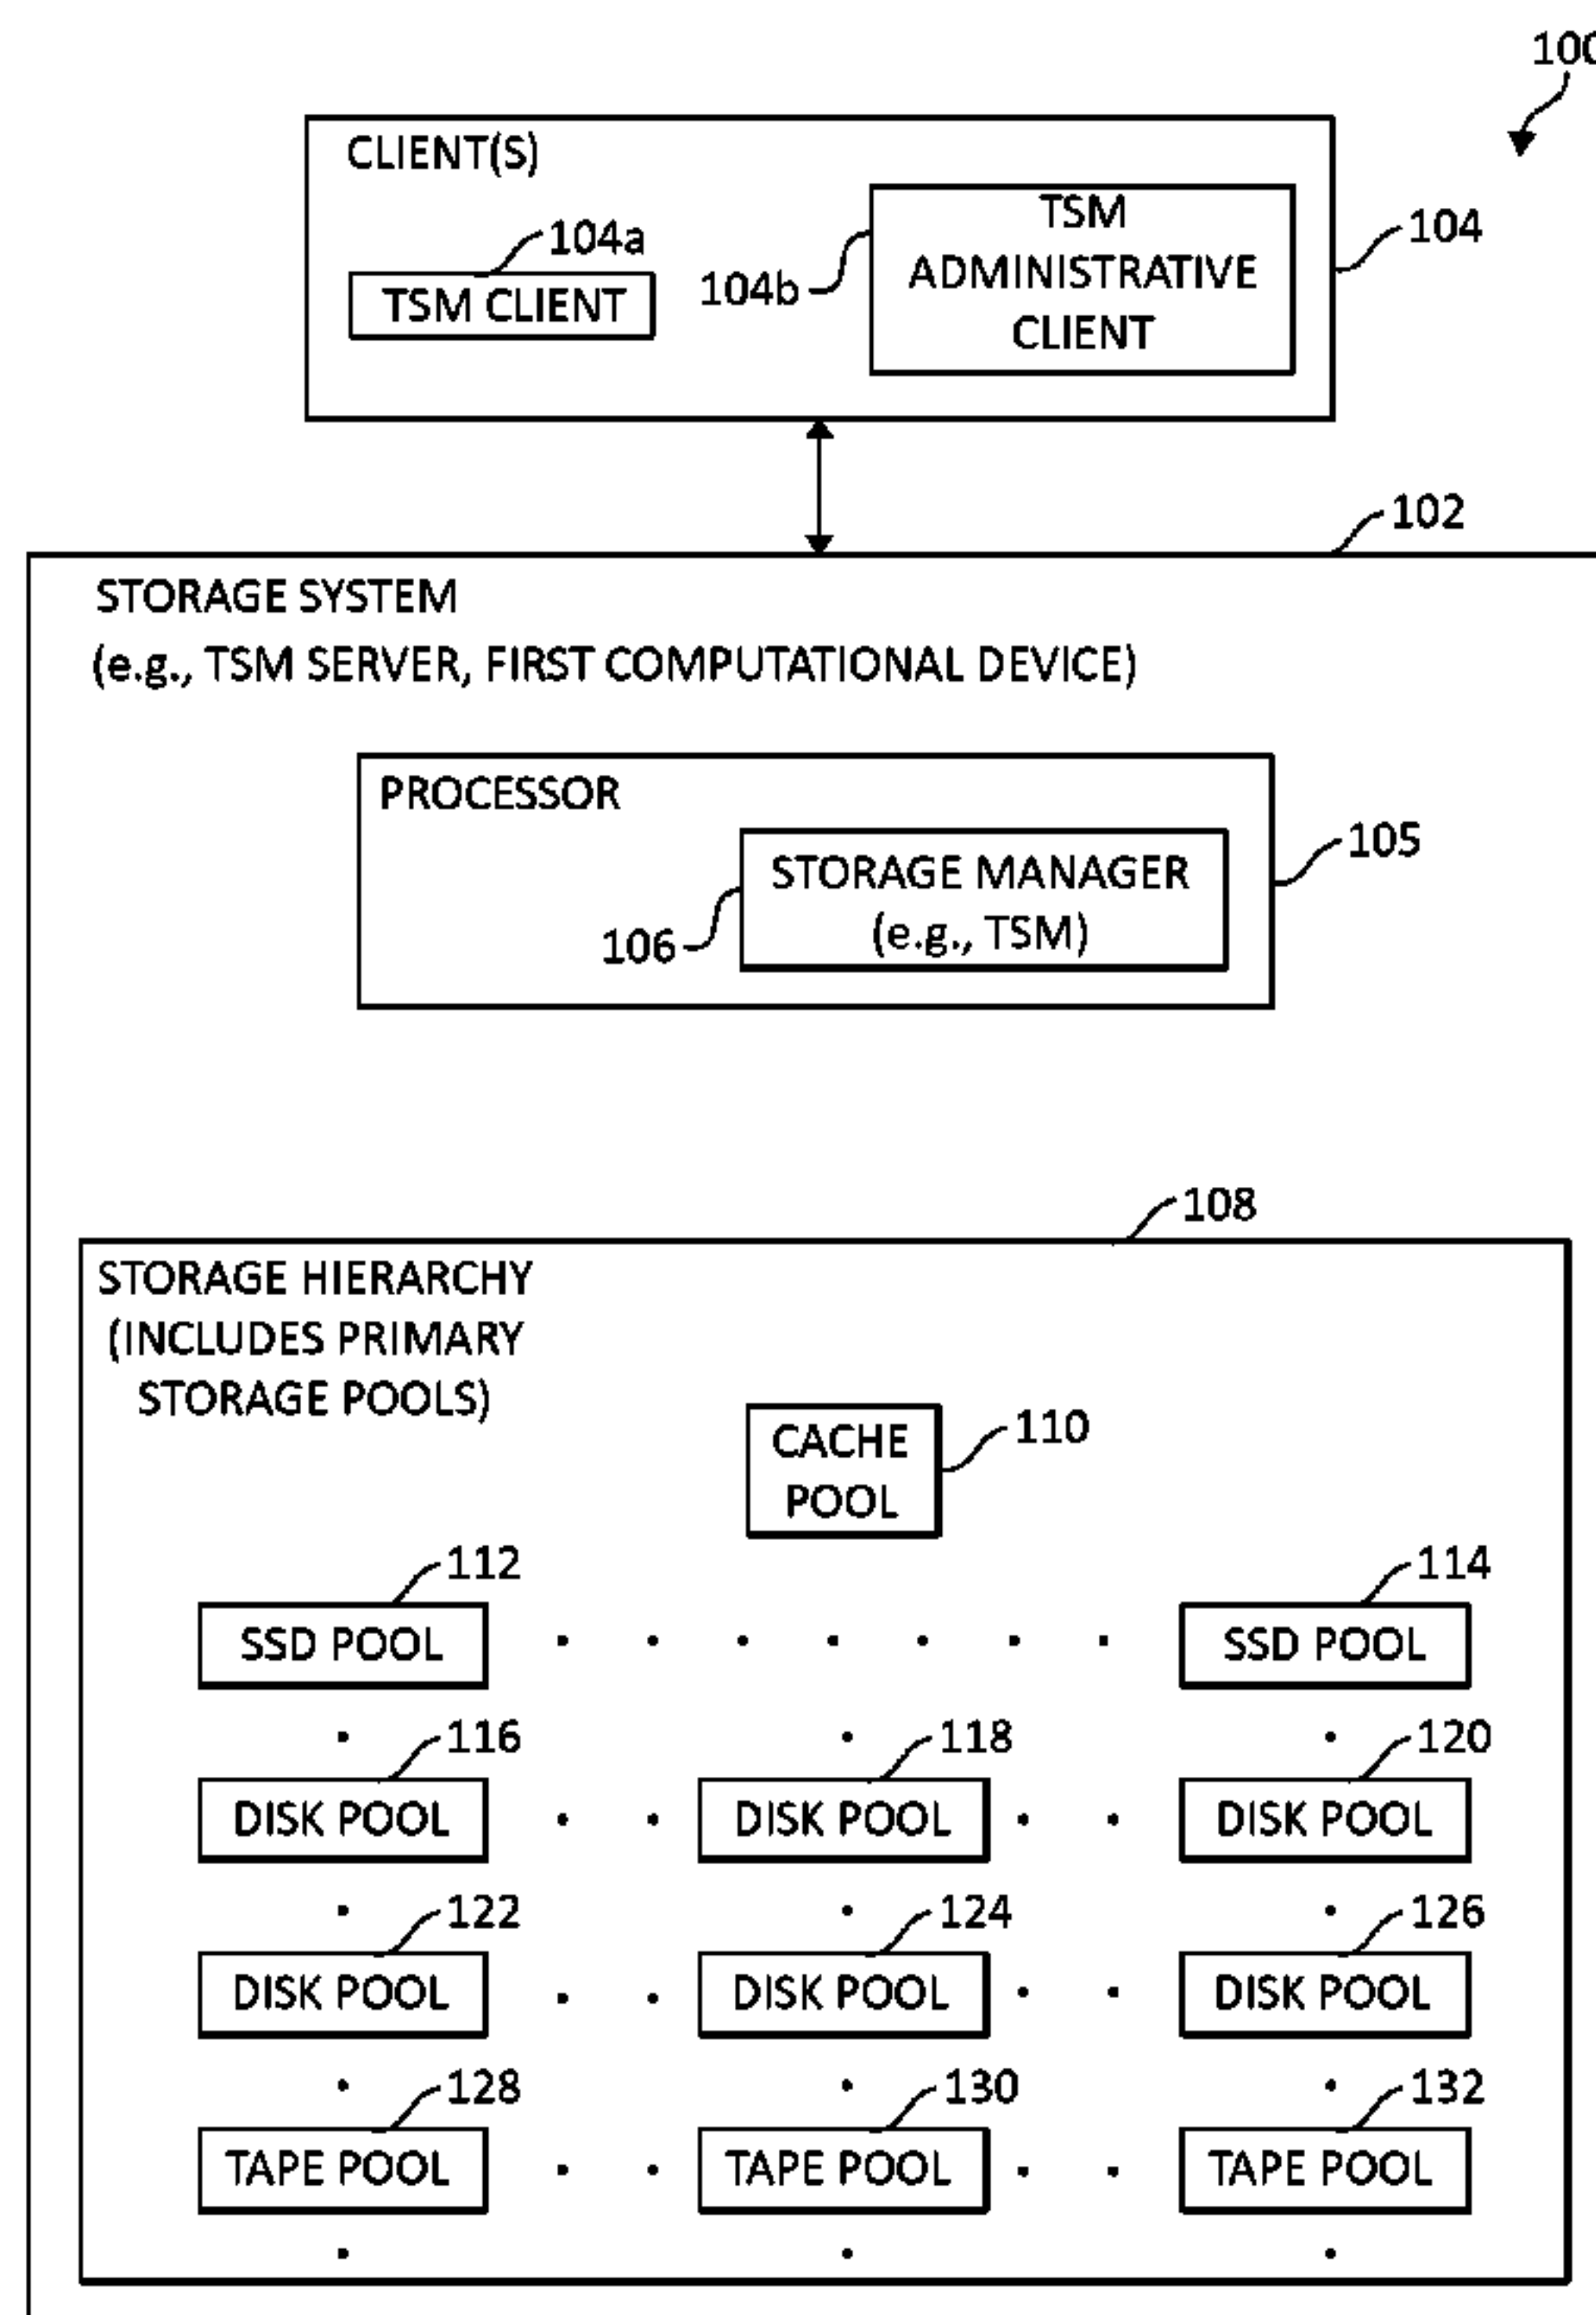 100
CLIENT(S)
104a
TSM CLIENT
104b
TSM
ADMINISTRATIVE
CLIENT
104
102
STORAGE SYSTEM
(e.g., TSM SERVER, FIRST COMPUTATIONAL DEVICE)
PROCESSOR
105
STORAGE MANAGER
(e.g., TSM)
106
108
STORAGE HIERARCHY
(INCLUDES PRIMARY
STORAGE POOLS)
CACHE
POOL
110
112
114
SSD POOL
SSD POOL
116
118
120
DISK POOL
DISK POOL
DISK POOL
122
124
126
DISK POOL
DISK POOL
DISK POOL
128
130
132
TAPE POOL
TAPE POOL
TAPE POOL